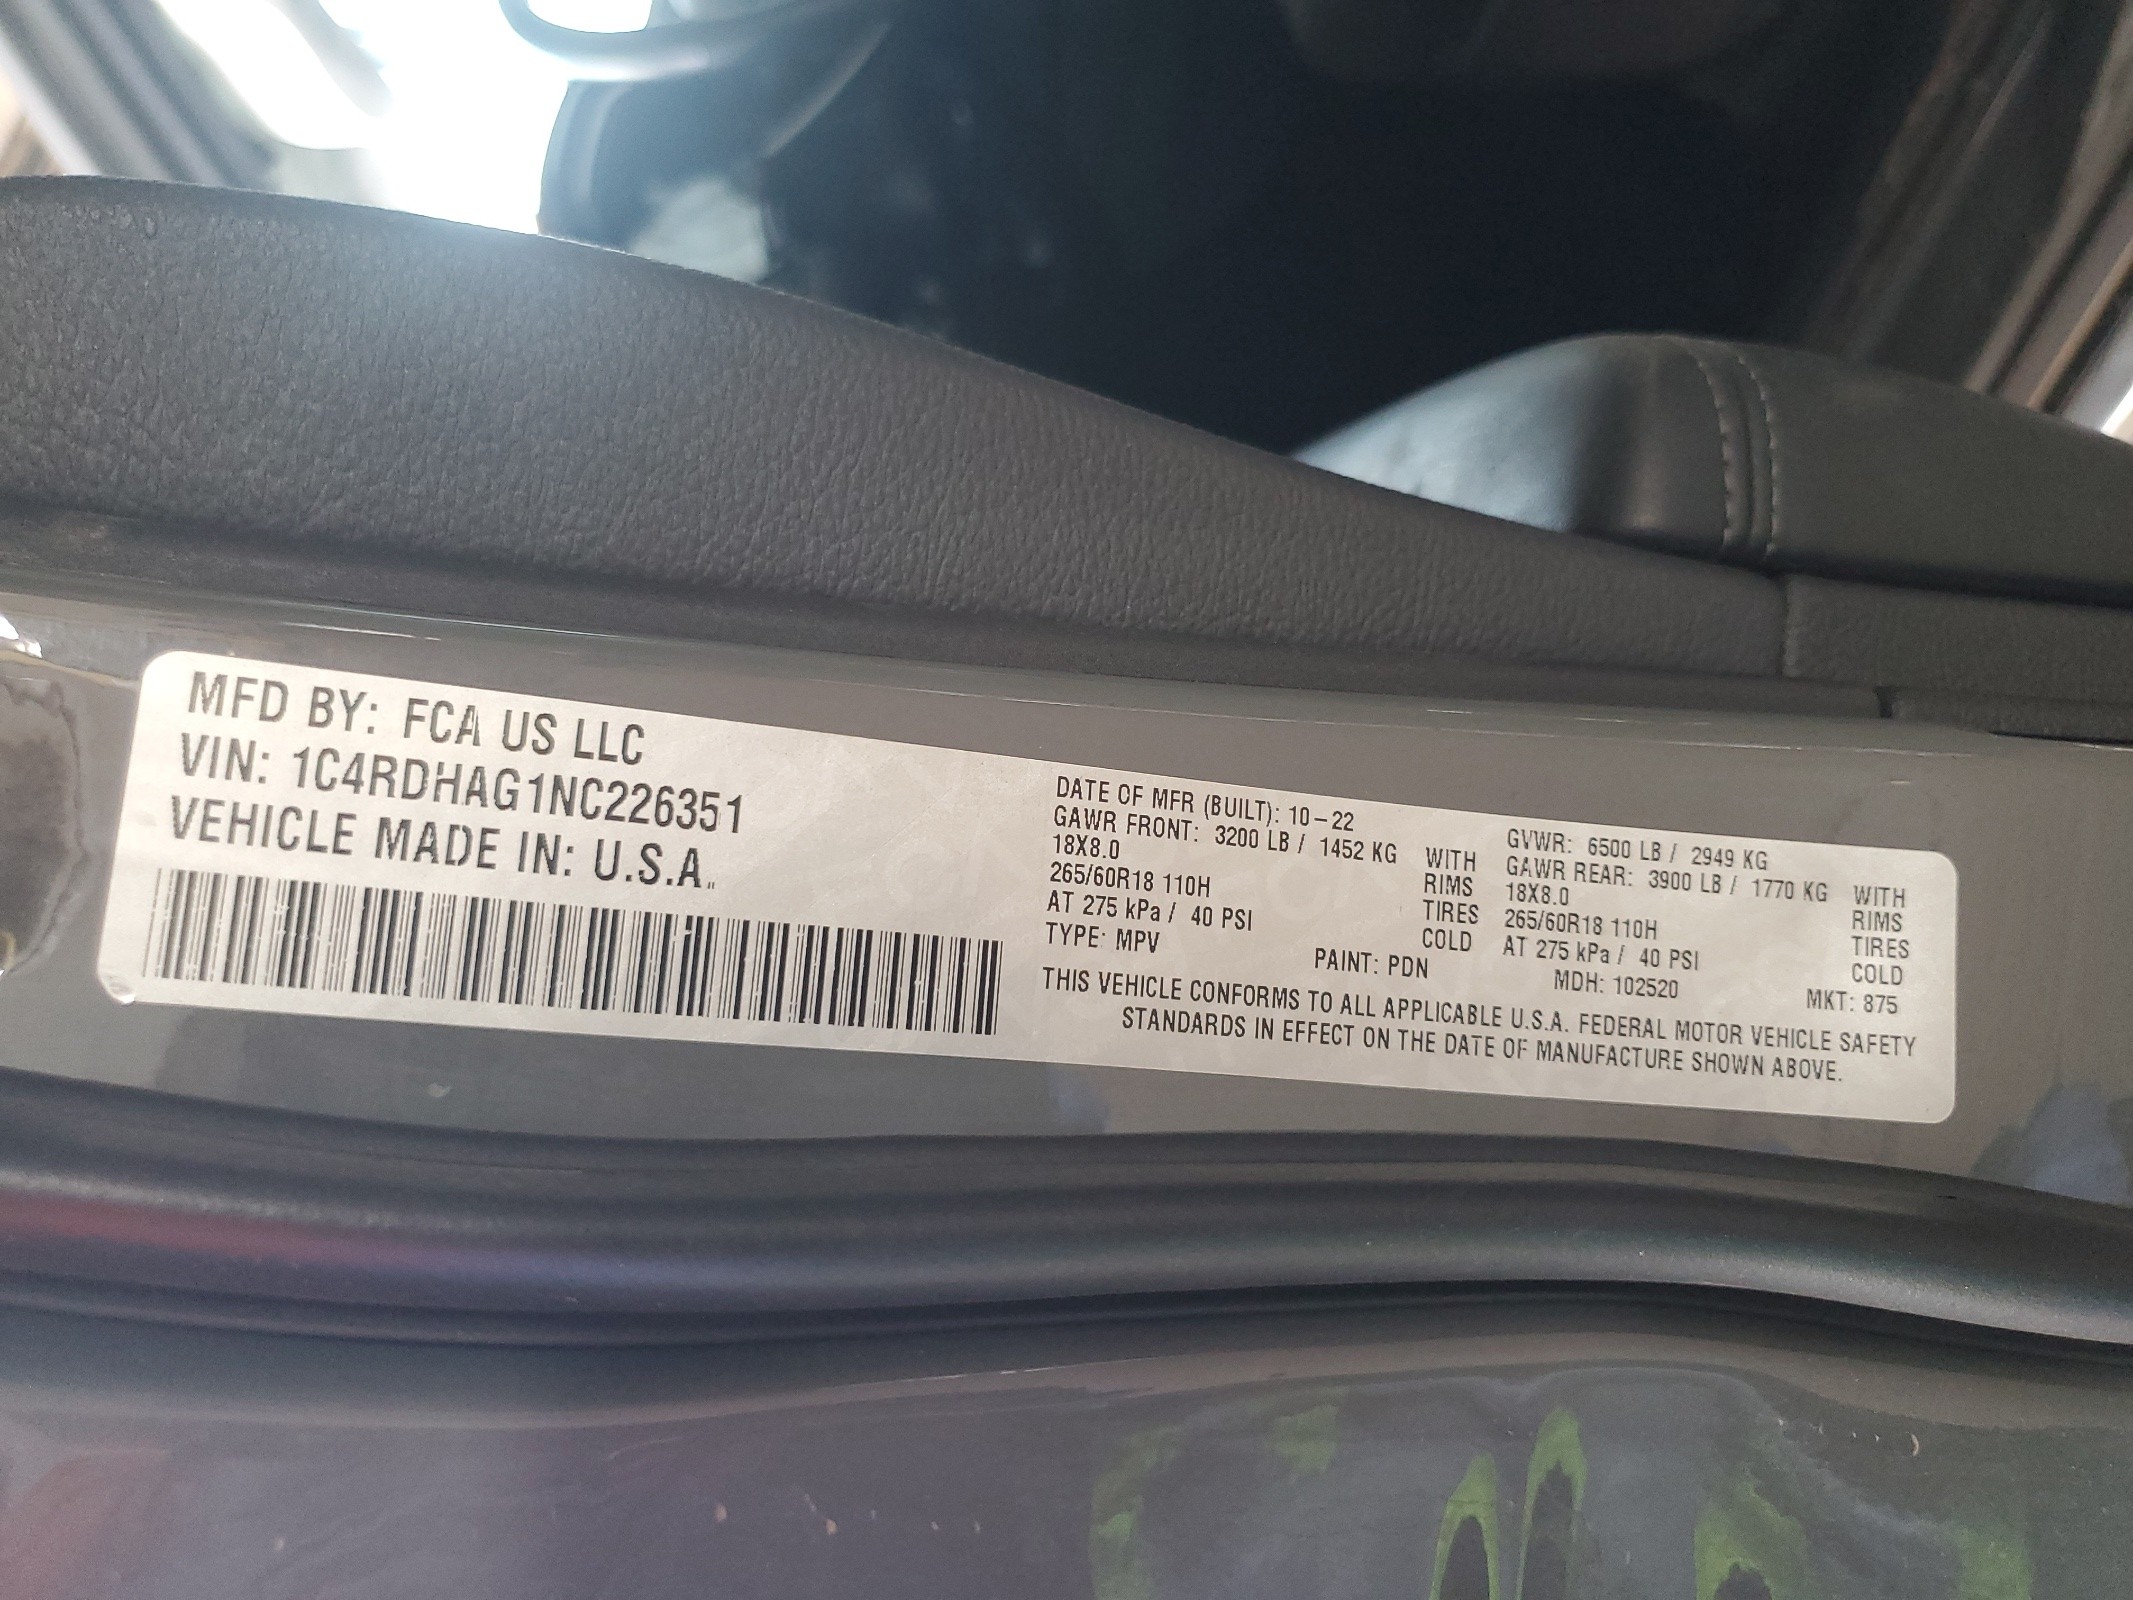 MFD BY: FCA US LLC
VIN: 1C4RDHAG1NC226351
VEHICLE MADE IN: U.S.A.
DATE OF MFR (BUILT): 10-22
GVWR: 6500 LB / 2949 KG
GAWR FRONT: 3200 LB / 1452 KG WITH
18X8.0 RIMS
265/60R18 110H TIRES
AT 275 kPa / 40 PSI COLD
GAWR REAR: 3900 LB / 1770 KG WITH
18X8.0 RIMS
265/60R18 110H TIRES
AT 275 kPa / 40 PSI COLD
TYPE: MPV PAINT: PDN MDH: 102520 MKT: 875
THIS VEHICLE CONFORMS TO ALL APPLICABLE U.S.A. FEDERAL MOTOR VEHICLE SAFETY
STANDARDS IN EFFECT ON THE DATE OF MANUFACTURE SHOWN ABOVE.